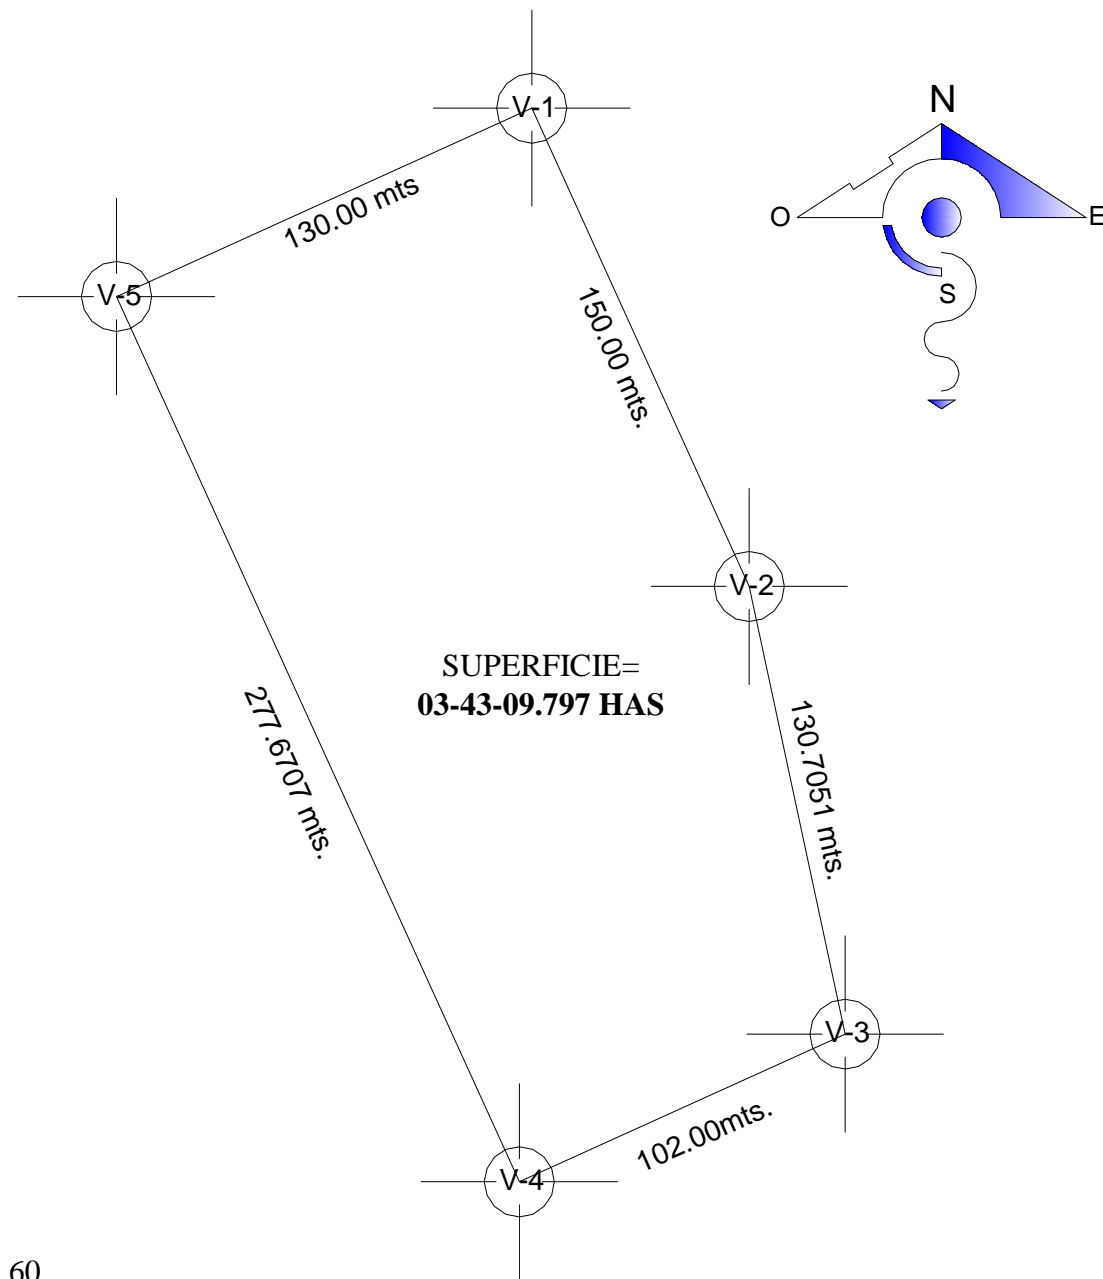 V-1
N
130.00 mts
O
E
V-5
S
150.00 mts.
V-2
SUPERFICIE=
03-43-09.797 HAS
277.6707 mts.
130.7051 mts.
V-3
102.00mts.
V-4
60